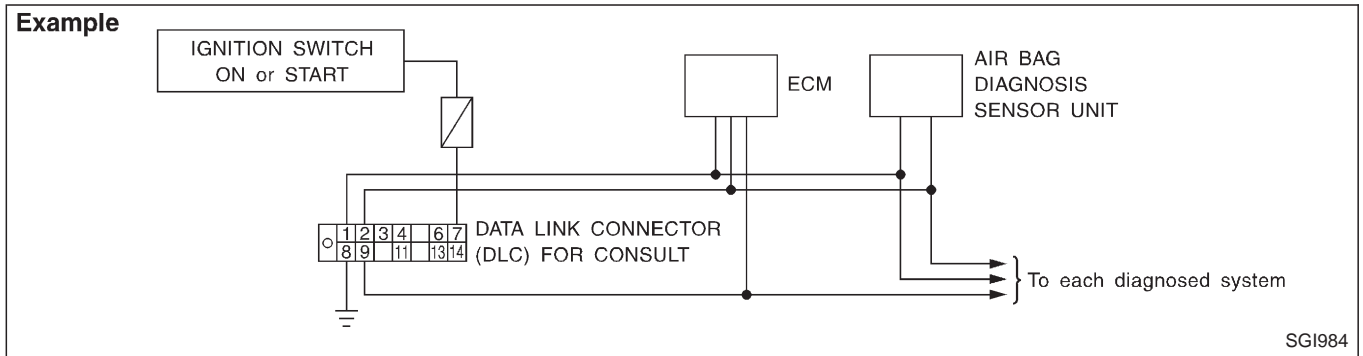 Example
IGNITION SWITCH
ON or START
ECM
AIR BAG
DIAGNOSIS
SENSOR UNIT
1 2 3 4 6 7
8 9 11 13 14
DATA LINK CONNECTOR
(DLC) FOR CONSULT
To each diagnosed system
SGI984